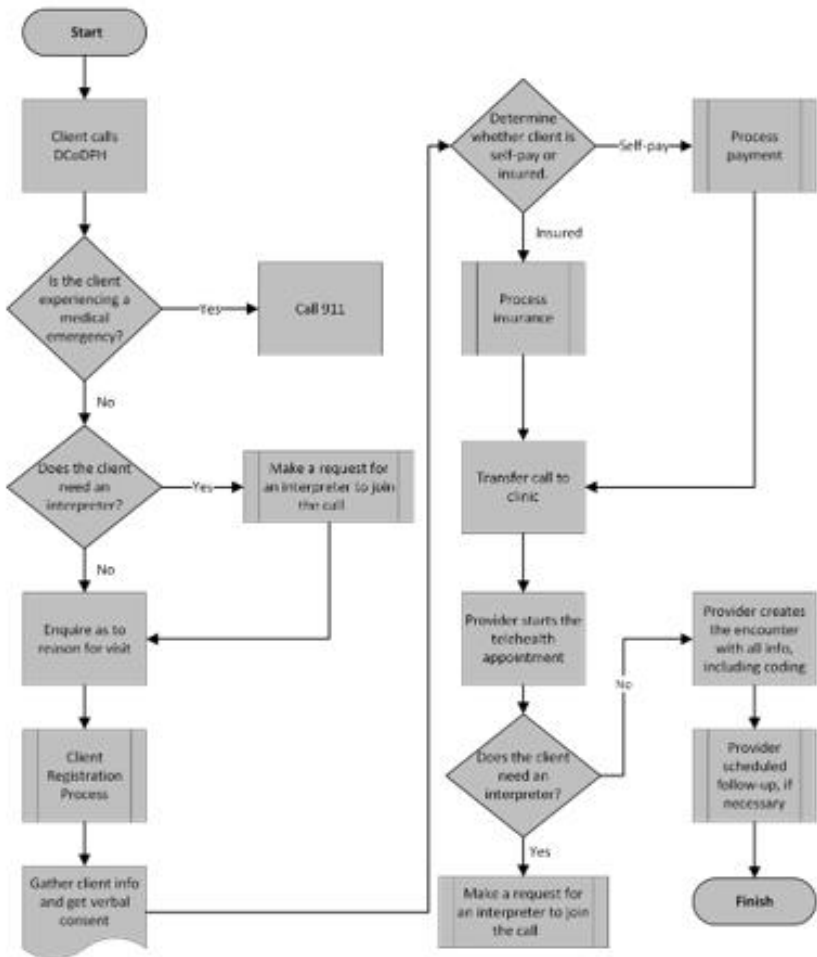 Start
Client calls
DCoDPH
Is the client
experiencing a
medical
emergency?
Yes
Call 911
No
Does the client
need an
interpreter?
Yes
Make a request for
an interpreter to join
the call
No
Enquire as to
reason for visit
Client
Registration
Process
Gather client info
and get verbal
consent
Determine
whether client is
self-pay or
insured.
Self-pay
Process
payment
Insured
Process
insurance
Transfer call to
clinic
Provider starts the
telehealth
appointment
No
Provider creates
the encounter
with all info,
including coding
Does the client
need an
interpreter?
Provider
scheduled
follow-up, if
necessary
Yes
Make a request for
an interpreter to join
the call
Finish